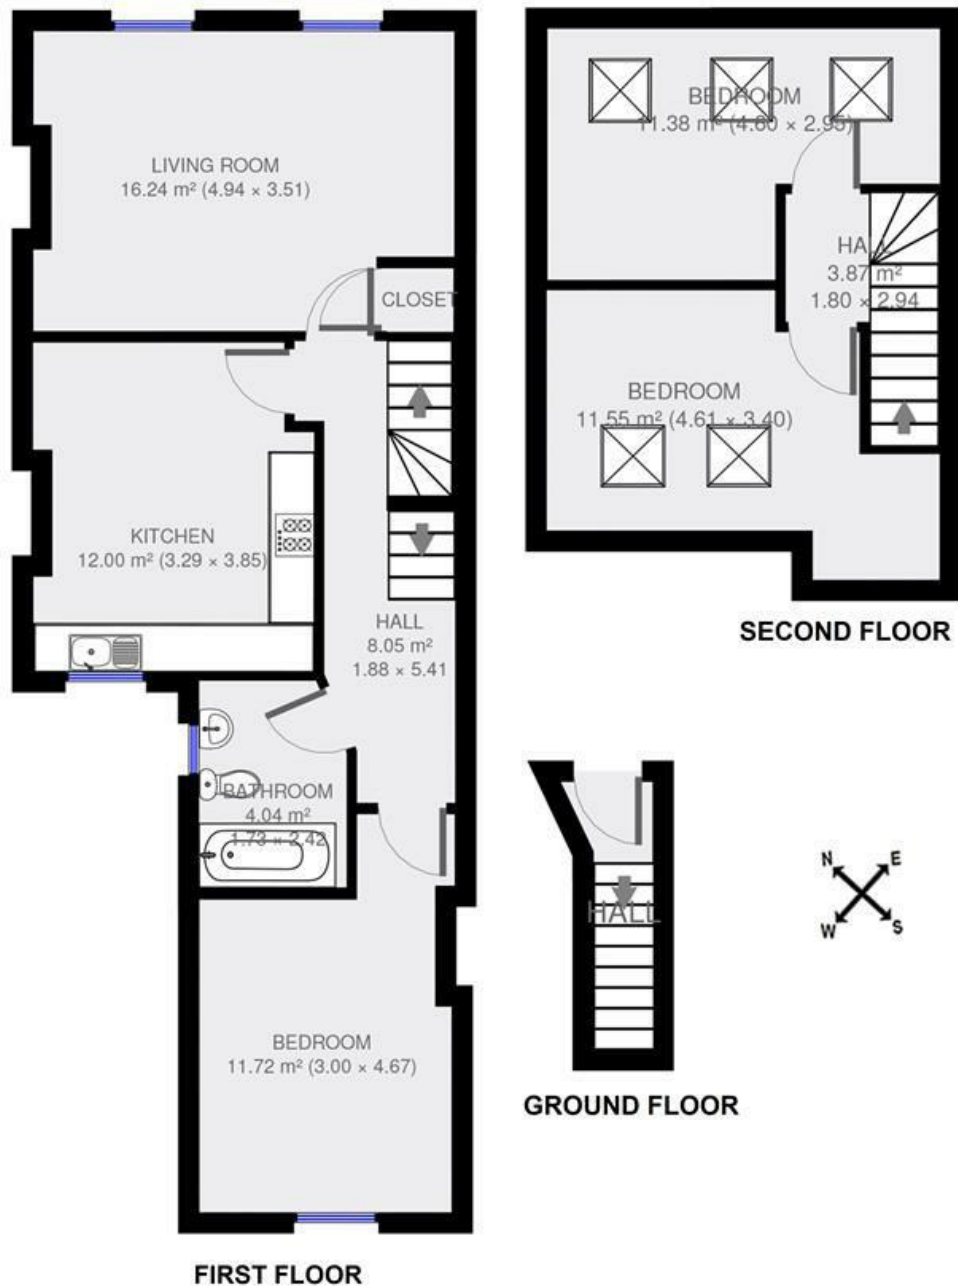 LIVING ROOM
16.24 m² (4.94 × 3.51)
CLOSET
KITCHEN
12.00 m² (3.29 × 3.85)
HALL
8.05 m²
1.88 × 5.41
BATHROOM
4.04 m²
1.73 × 2.42
BEDROOM
11.72 m² (3.00 × 4.67)
FIRST FLOOR
BEDROOM
11.38 m² (4.60 × 2.95)
HALL
3.87 m²
1.80 × 2.94
BEDROOM
11.55 m² (4.61 × 3.40)
SECOND FLOOR
HALL
GROUND FLOOR
N E
W S